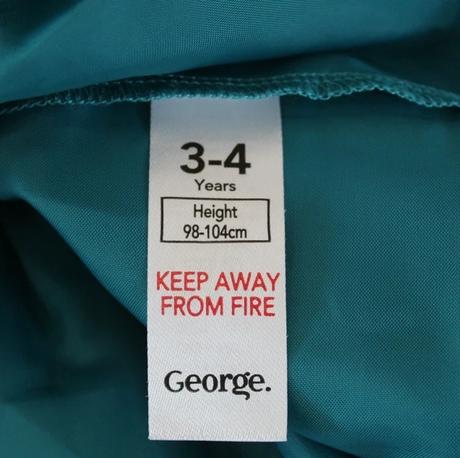 3-4
Years
Height
98-104cm
KEEP AWAY
FROM FIRE
George.